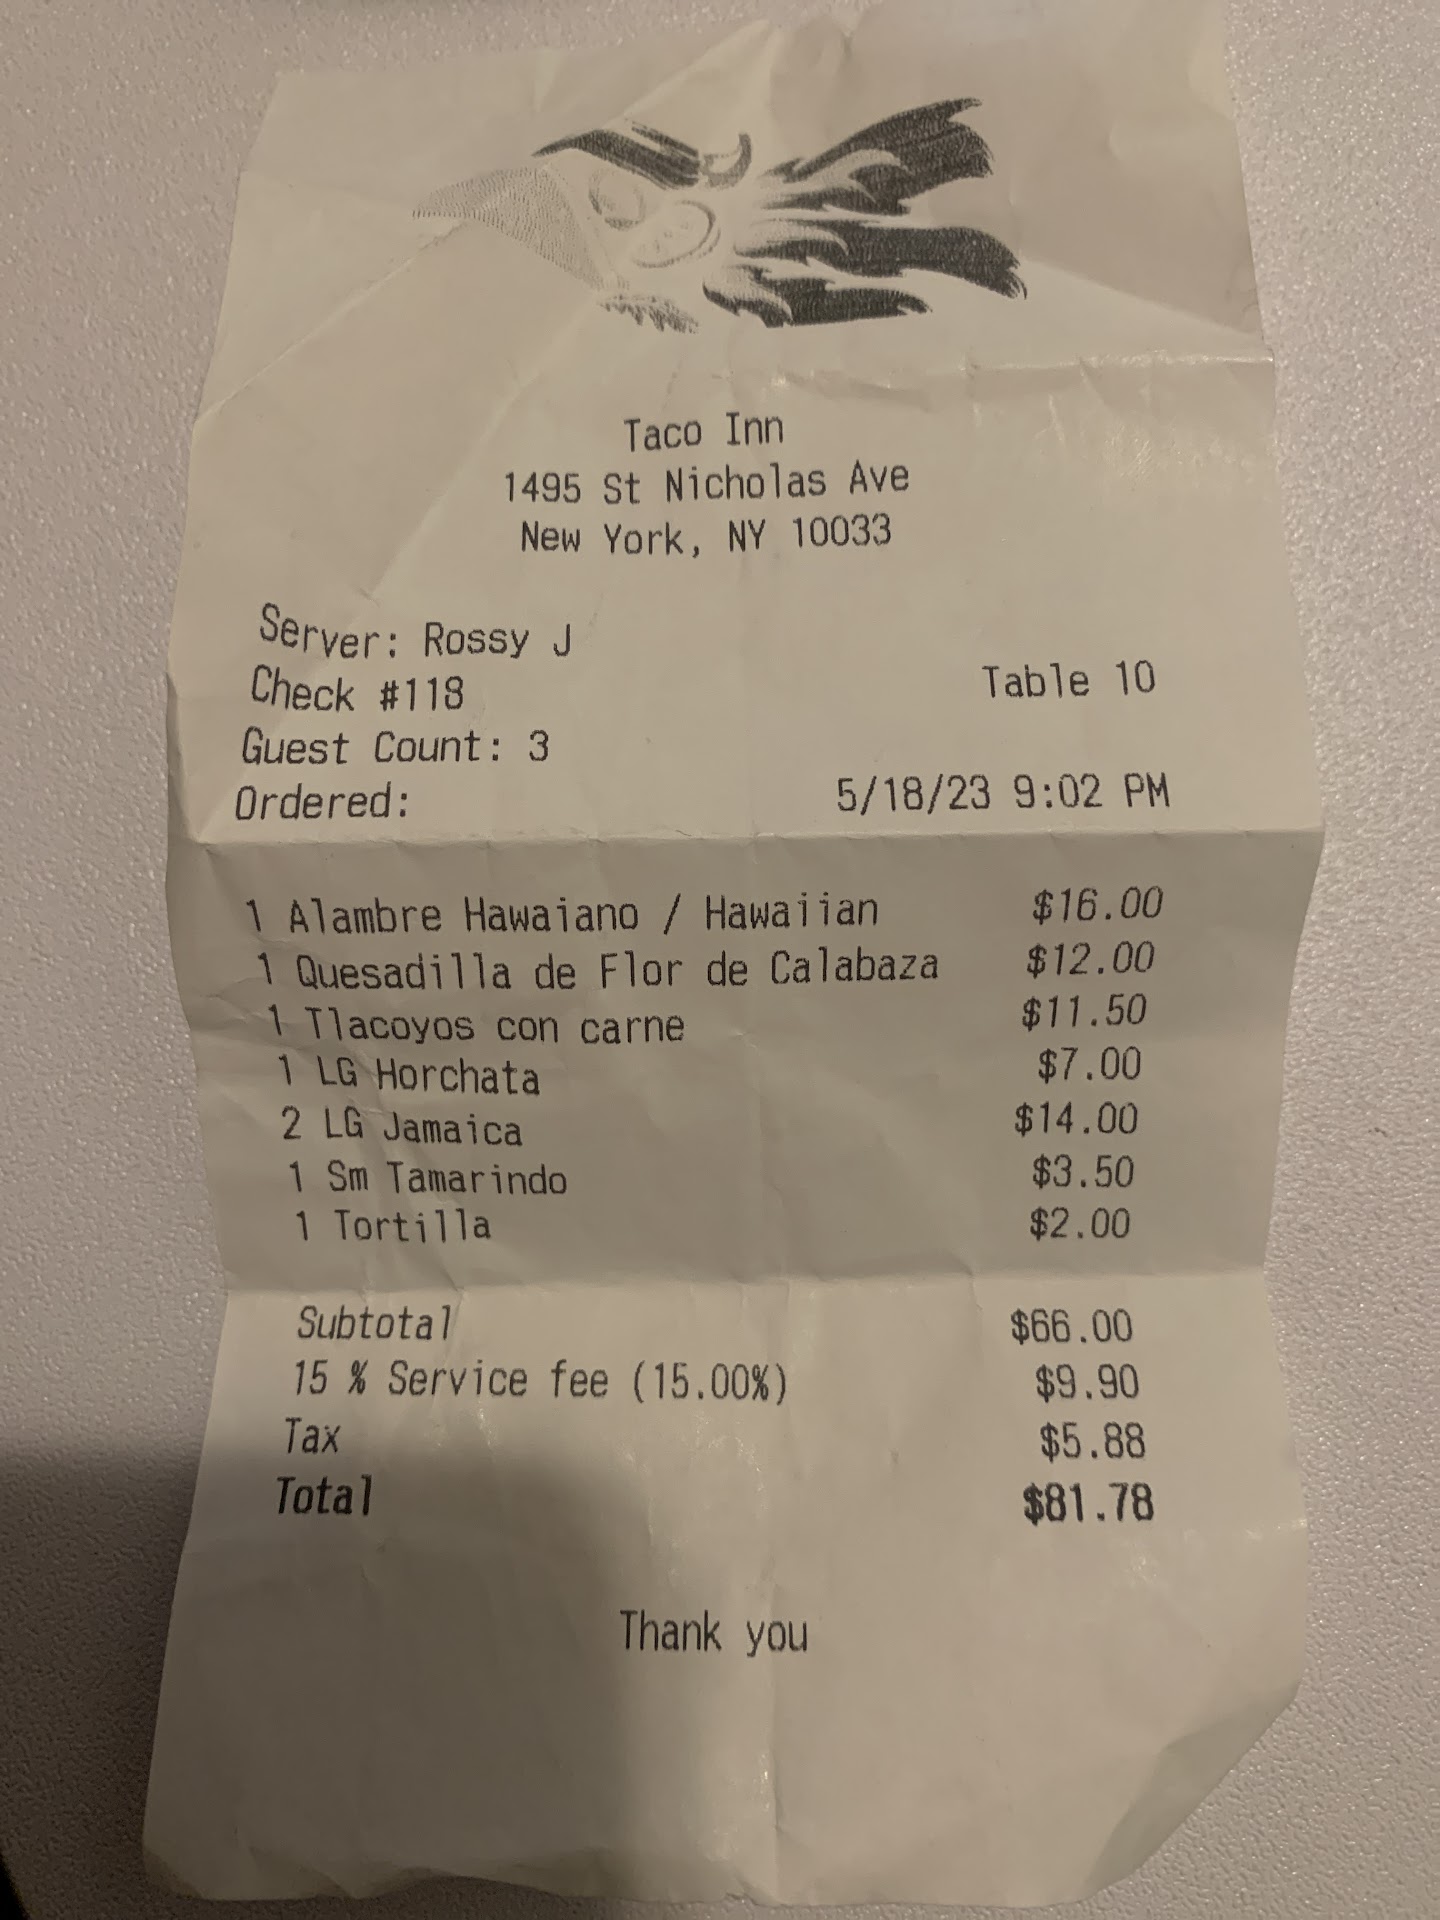 Taco Inn
1495 St Nicholas Ave
New York, NY 10033
Server: Rossy J
Check #118 Table 10
Guest Count: 3
Ordered: 5/18/23 9:02 PM
1 Alambre Hawaiano / Hawaiian $16.00
1 Quesadilla de Flor de Calabaza $12.00
1 Tlacoyos con carne $11.50
1 LG Horchata $7.00
2 LG Jamaica $14.00
1 Sm Tamarindo $3.50
1 Tortilla $2.00
Subtotal $66.00
15 % Service fee (15.00%) $9.90
Tax $5.88
Total $81.78
Thank you